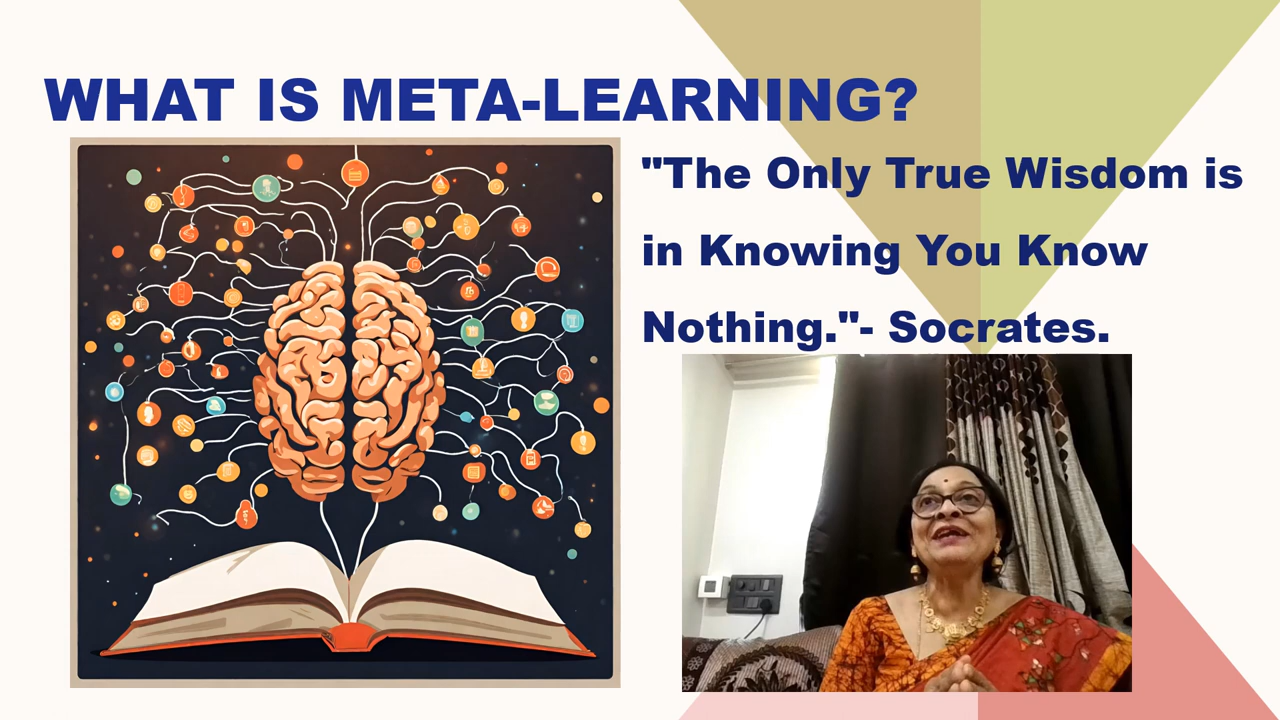 WHAT IS META-LEARNING?
"The Only True Wisdom is
in Knowing You Know
Nothing."- Socrates.